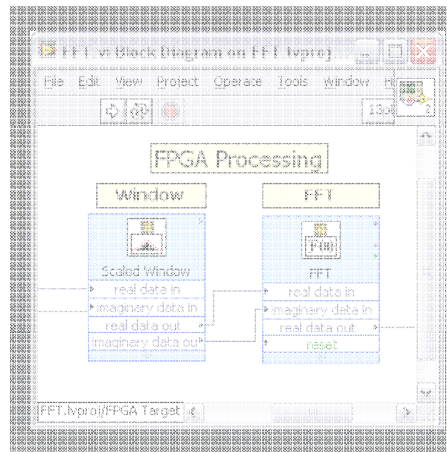 FFT.vi Block Diagram on FFT.lvproj
File Edit View Project Operate Tools Window
FPGA Processing
Window FFT
Scaled Window FFT
real data in
imaginary data in
real data out
imaginary data ou
real data in
imaginary data in
real data out
reset
FFT.lvproj/FPGA Target